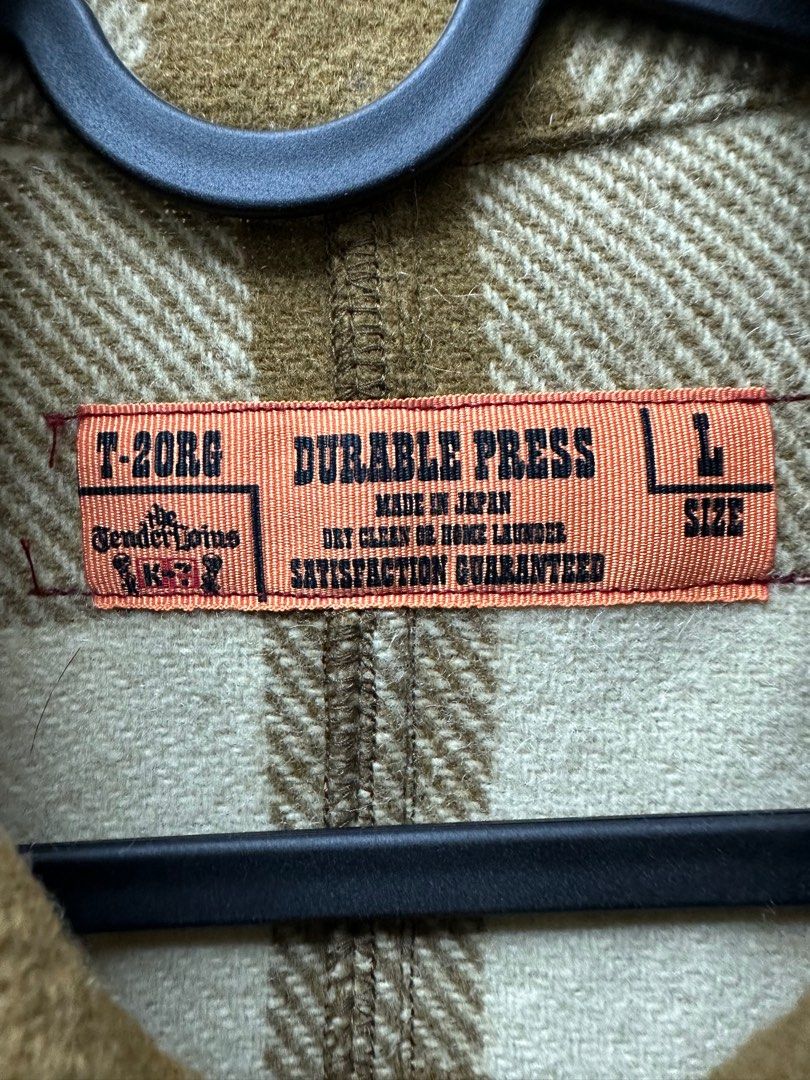 T-20RG
the
TenderLoins
DURABLE PRESS
MADE IN JAPAN
DRY CLEAN OR HOME LAUNDER
SATISFACTION GUARANTEED
L
SIZE